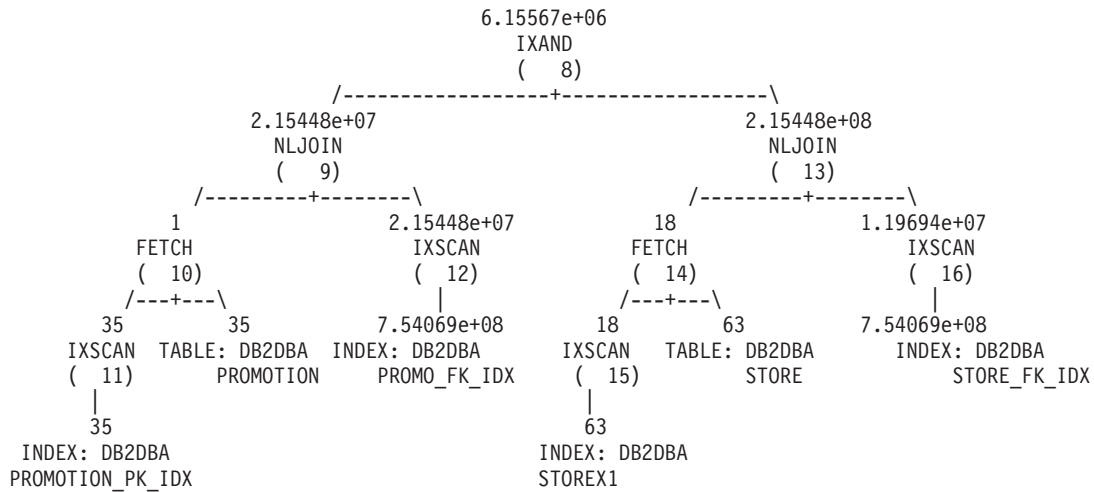 6.15567e+06
IXAND
( 8)
/------------------+------------------\
2.15448e+07 2.15448e+08
NLJOIN NLJOIN
( 9) ( 13)
/---------+--------\ /---------+--------\
1 2.15448e+07 18 1.19694e+07
FETCH IXSCAN FETCH IXSCAN
( 10) ( 12) ( 14) ( 16)
/---+---\ | /---+---\ |
35 35 7.54069e+08 18 63 7.54069e+08
IXSCAN TABLE: DB2DBA INDEX: DB2DBA IXSCAN TABLE: DB2DBA INDEX: DB2DBA
( 11) PROMOTION PROMO_FK_IDX ( 15) STORE STORE_FK_IDX
| |
35 63
INDEX: DB2DBA INDEX: DB2DBA
PROMOTION_PK_IDX STOREX1